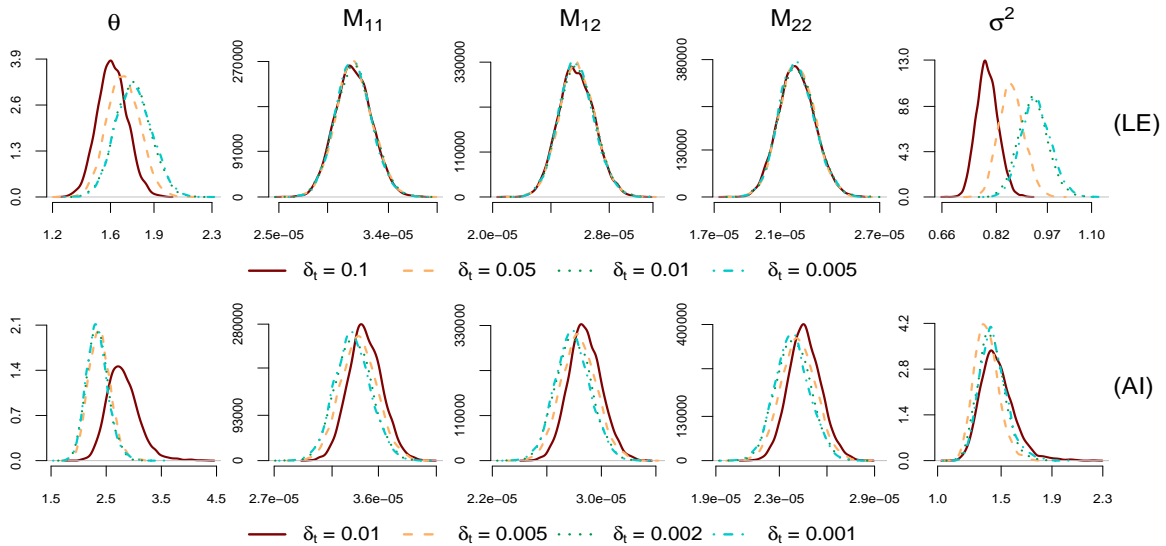 θ M₁₁ M₁₂ M₂₂ σ²
0.0 1.3 2.6 3.9
1.2 1.6 1.9 2.3
0 91000 270000
2.5e−05 3.4e−05
0 110000 330000
2.0e−05 2.8e−05
0 130000 380000
1.7e−05 2.1e−05 2.7e−05
0.0 4.3 8.6 13.0
0.66 0.82 0.97 1.10
(LE)
δₜ = 0.1 δₜ = 0.05 δₜ = 0.01 δₜ = 0.005
0.0 0.7 1.4 2.1
1.5 2.5 3.5 4.5
0 93000 280000
2.7e−05 3.6e−05
0 110000 330000
2.2e−05 3.0e−05
0 130000 400000
1.9e−05 2.3e−05 2.9e−05
0.0 1.4 2.8 4.2
1.0 1.5 1.9 2.3
(AI)
δₜ = 0.01 δₜ = 0.005 δₜ = 0.002 δₜ = 0.001